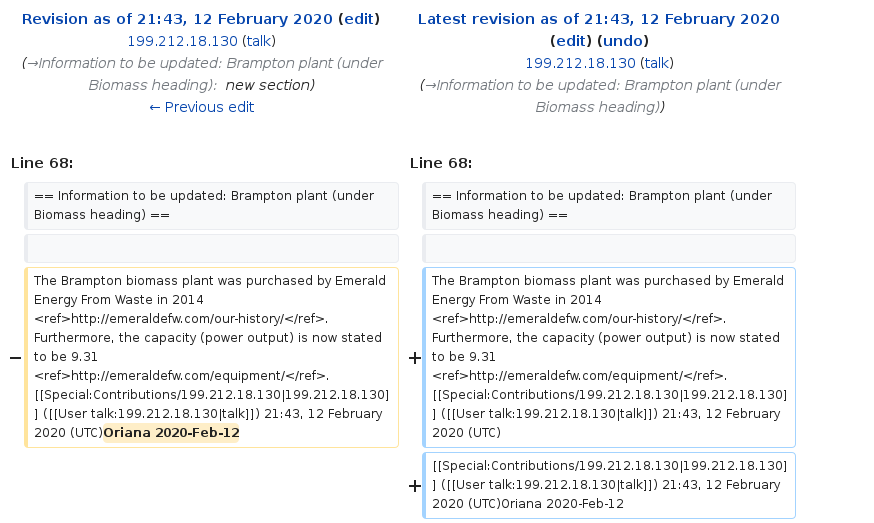 Revision as of 21:43, 12 February 2020 (edit)
199.212.18.130 (talk)
(→Information to be updated: Brampton plant (under
Biomass heading): new section)
← Previous edit
Latest revision as of 21:43, 12 February 2020
(edit) (undo)
199.212.18.130 (talk)
(→Information to be updated: Brampton plant (under
Biomass heading))
Line 68:
Line 68:
== Information to be updated: Brampton plant (under
Biomass heading) ==
== Information to be updated: Brampton plant (under
Biomass heading) ==
−
The Brampton biomass plant was purchased by Emerald
Energy From Waste in 2014
<ref>http://emeraldefw.com/our-history/</ref>.
Furthermore, the capacity (power output) is now stated
to be 9.31
<ref>http://emeraldefw.com/equipment/</ref>.
[[Special:Contributions/199.212.18.130|199.212.18.130]
] ([[User talk:199.212.18.130|talk]]) 21:43, 12 February
2020 (UTC)Oriana 2020-Feb-12
+
The Brampton biomass plant was purchased by Emerald
Energy From Waste in 2014
<ref>http://emeraldefw.com/our-history/</ref>.
Furthermore, the capacity (power output) is now stated
to be 9.31
<ref>http://emeraldefw.com/equipment/</ref>.
[[Special:Contributions/199.212.18.130|199.212.18.130]
] ([[User talk:199.212.18.130|talk]]) 21:43, 12 February
2020 (UTC)
+
[[Special:Contributions/199.212.18.130|199.212.18.130]
] ([[User talk:199.212.18.130|talk]]) 21:43, 12 February
2020 (UTC)Oriana 2020-Feb-12